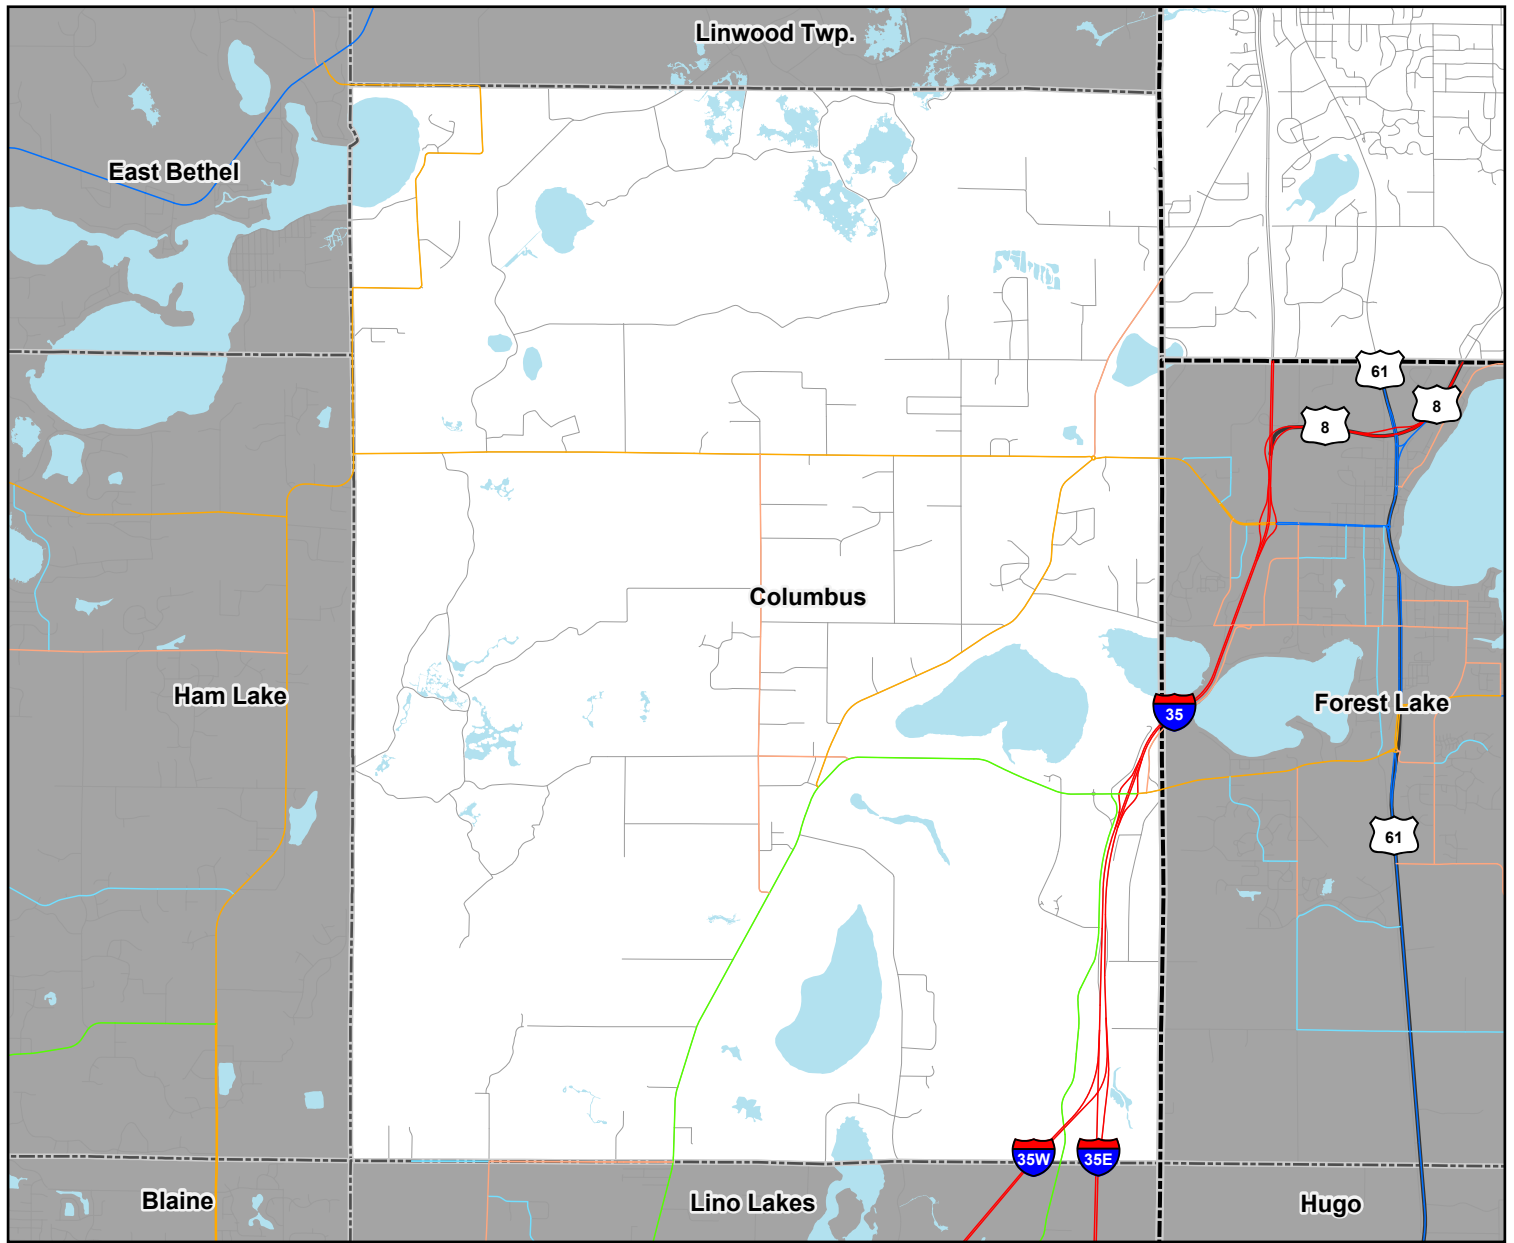 Linwood Twp.
East Bethel
61
8
8
Columbus
Ham Lake
35
Forest Lake
61
35W
35E
Blaine
Lino Lakes
Hugo